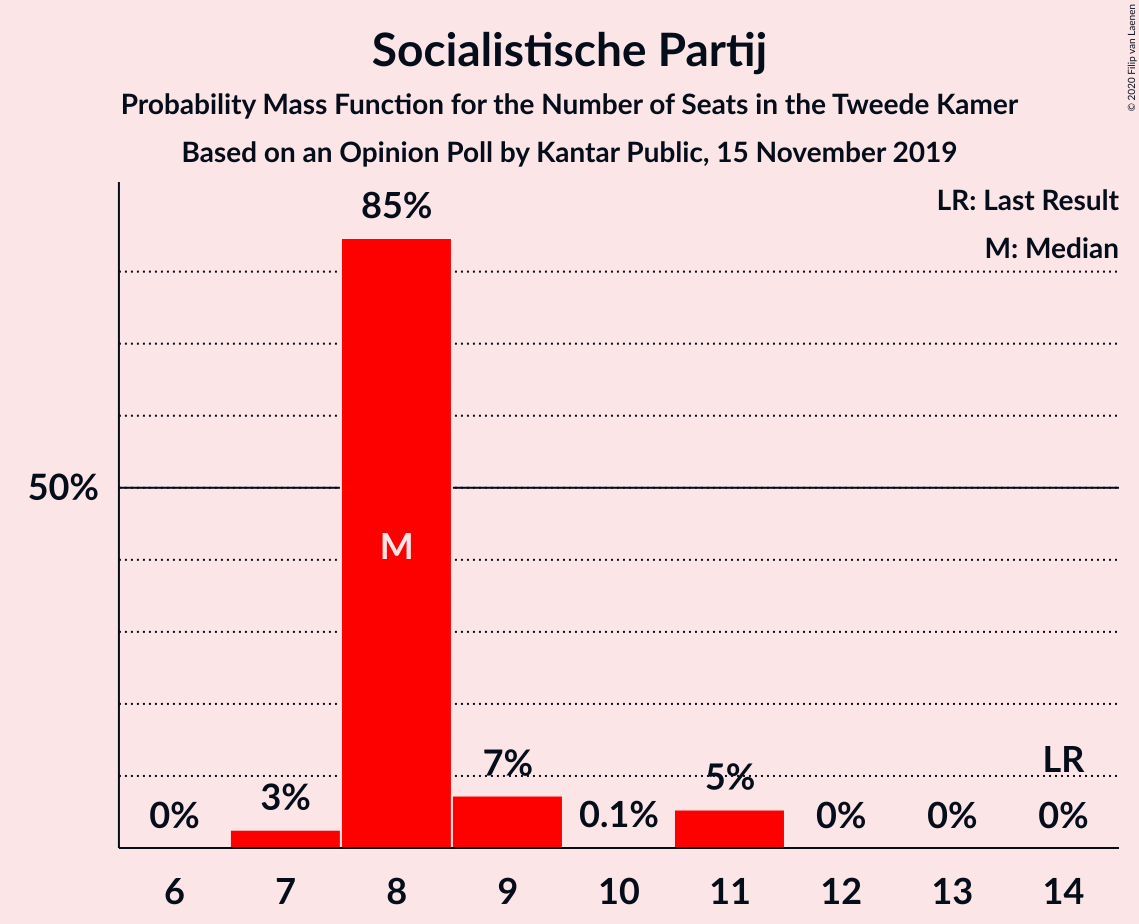 Socialistische Partij
Probability Mass Function for the Number of Seats in the Tweede Kamer
Based on an Opinion Poll by Kantar Public, 15 November 2019
© 2020 Filip van Laenen
LR: Last Result
M: Median
85%
50%
M
7%
LR
5%
3%
0%
0.1%
0%
0%
0%
6 7 8 9 10 11 12 13 14